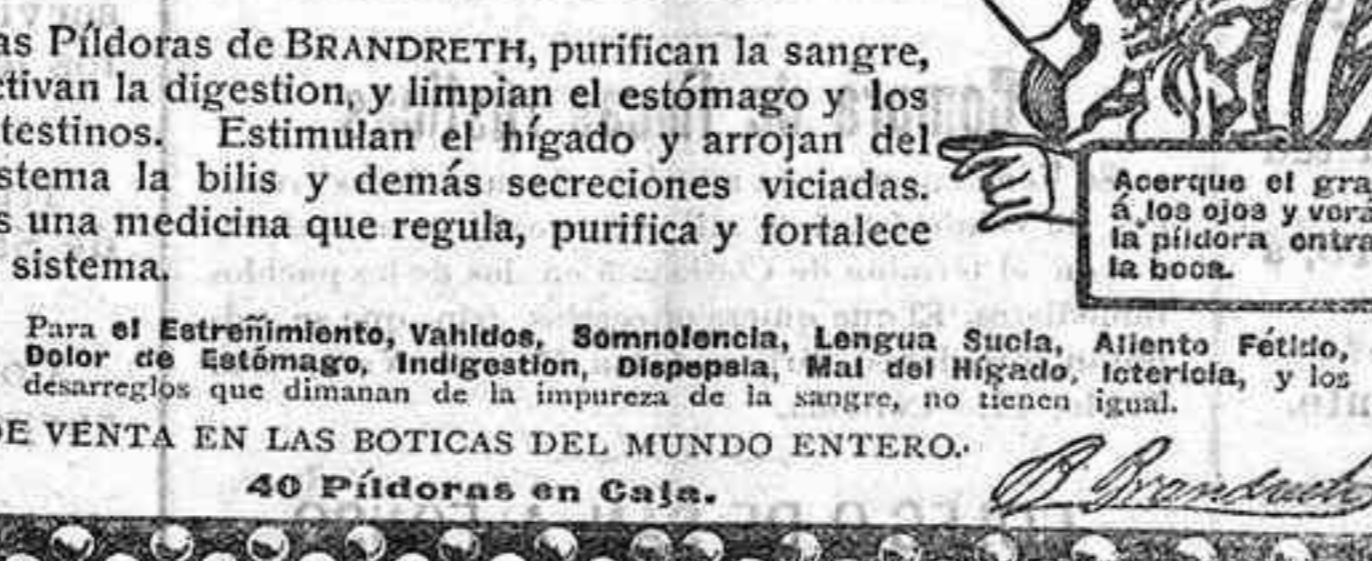 as Píldoras de BRANDRETH, purifican la sangre,
ctivan la digestion, y limpian el estómago y los
testinos. Estimulan el hígado y arrojan del
stema la bilis y demás secreciones viciadas.
s una medicina que regula, purifica y fortalece
sistema.
Acerque el gra
á los ojos y verá
la píldora entra
la boca.
Para el Estreñimiento, Vahidos, Somnolencia, Lengua Sucia, Aliento Fétido,
Dolor de Estómago, Indigestion, Dispepsia, Mal del Hígado, Ictericia, y los
desarreglos que dimanan de la impureza de la sangre, no tienen igual.
DE VENTA EN LAS BOTICAS DEL MUNDO ENTERO.
40 Píldoras en Caja.
B. Brandreth